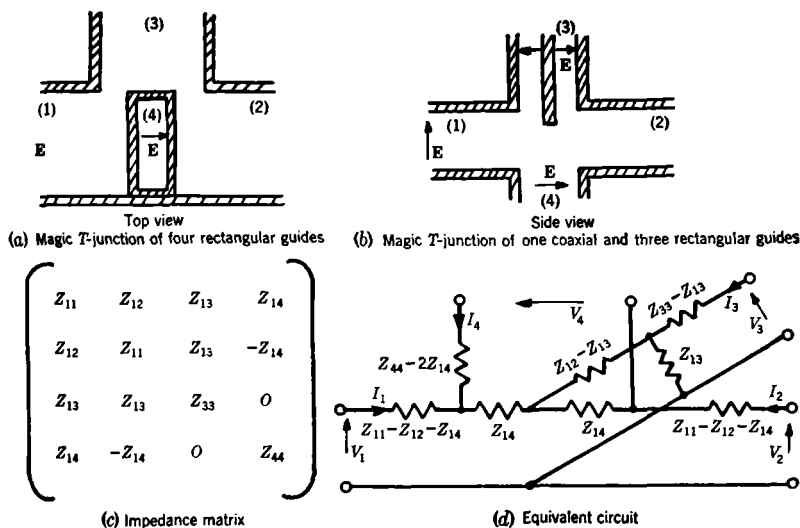 (3)
(1)
(2)
(4)
E
E
Top view
(a) Magic T-junction of four rectangular guides
(3)
E
(1)
(2)
E
E
(4)
Side view
(b) Magic T-junction of one coaxial and three rectangular guides
Z11 Z12 Z13 Z14
Z12 Z11 Z13 -Z14
Z13 Z13 Z33 O
Z14 -Z14 O Z44
(c) Impedance matrix
V4
I4
Z44-2Z14
Z12-Z13
Z33-Z13
I3
V3
Z13
I1
I2
Z11-Z12-Z14
Z14
Z14
Z11-Z12-Z14
V1
V2
(d) Equivalent circuit